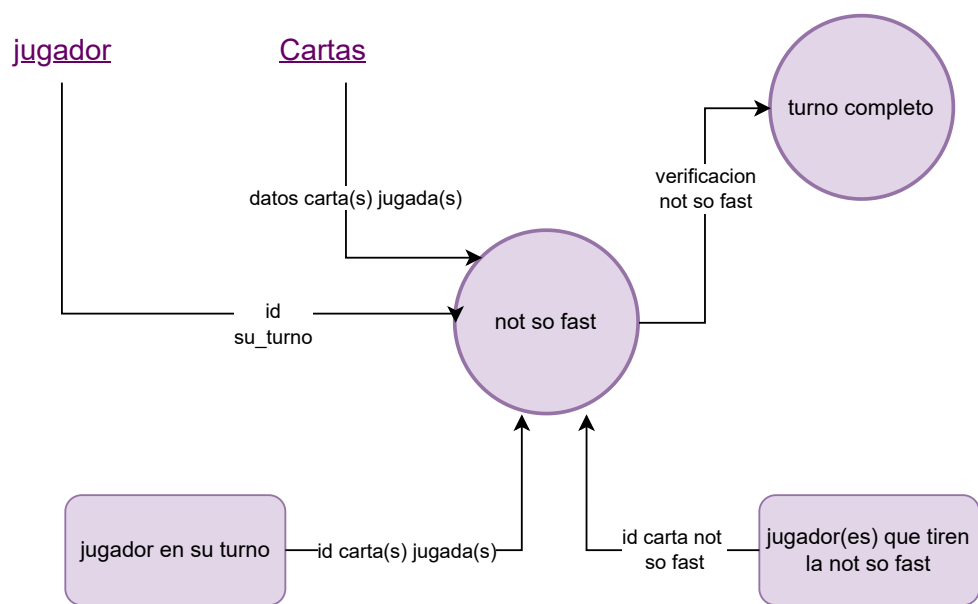 jugador
Cartas
turno completo
verificacion
not so fast
datos carta(s) jugada(s)
id
su_turno
not so fast
jugador en su turno
id carta(s) jugada(s)
id carta not
so fast
jugador(es) que tiren
la not so fast